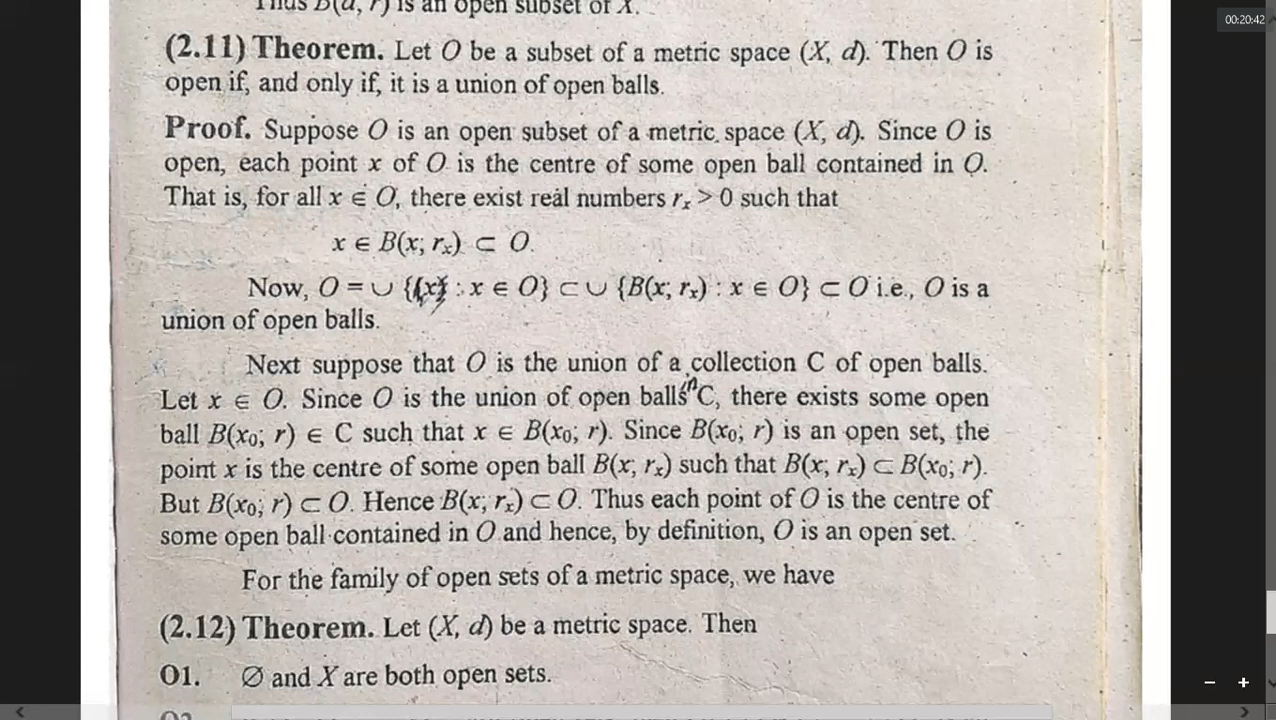 Thus B(a, r) is an open subset of X.
00:20:42
(2.11) Theorem. Let O be a subset of a metric space (X, d). Then O is
open if, and only if, it is a union of open balls.
Proof. Suppose O is an open subset of a metric space (X, d). Since O is
open, each point x of O is the centre of some open ball contained in O.
That is, for all x ∈ O, there exist real numbers rₓ > 0 such that
x ∈ B(x; rₓ) ⊂ O.
Now, O = ∪ {{x} : x ∈ O} ⊂ ∪ {B(x; rₓ) : x ∈ O} ⊂ O i.e., O is a
union of open balls.
Next suppose that O is the union of a collection C of open balls.
Let x ∈ O. Since O is the union of open balls in C, there exists some open
ball B(x₀; r) ∈ C such that x ∈ B(x₀; r). Since B(x₀; r) is an open set, the
point x is the centre of some open ball B(x; rₓ) such that B(x; rₓ) ⊂ B(x₀; r).
But B(x₀; r) ⊂ O. Hence B(x; rₓ) ⊂ O. Thus each point of O is the centre of
some open ball contained in O and hence, by definition, O is an open set.
For the family of open sets of a metric space, we have
(2.12) Theorem. Let (X, d) be a metric space. Then
O1. Ø and X are both open sets.